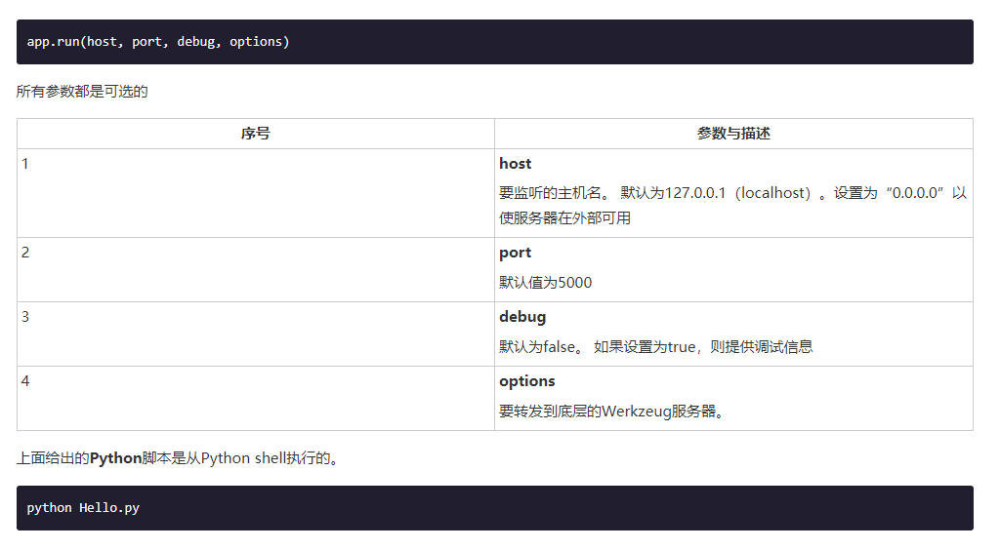 app.run(host, port, debug, options)
所有参数都是可选的
序号 参数与描述
1 host
要监听的主机名。 默认为127.0.0.1（localhost）。设置为“0.0.0.0”以
使服务器在外部可用
2 port
默认值为5000
3 debug
默认为false。 如果设置为true，则提供调试信息
4 options
要转发到底层的Werkzeug服务器。
上面给出的Python脚本是从Python shell执行的。
python Hello.py